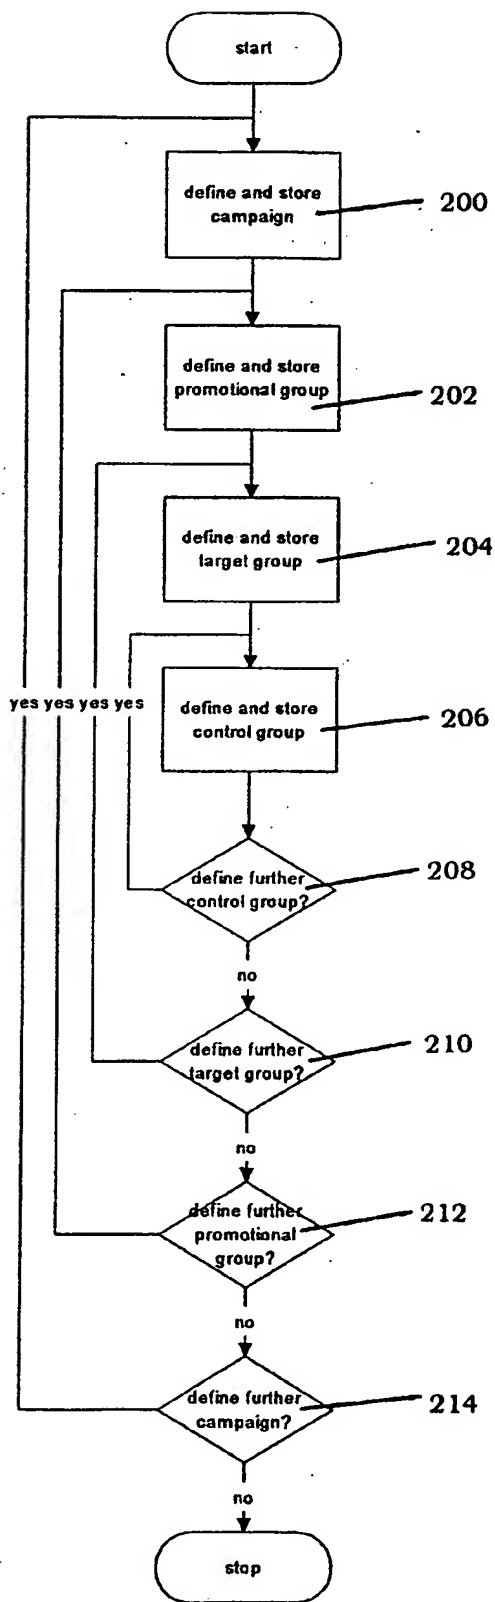 start
define and store
campaign
200
define and store
promotional group
202
define and store
target group
204
yes yes yes yes
define and store
control group
206
define further
control group?
208
no
define further
target group?
210
no
define further
promotional
group?
212
no
define further
campaign?
214
no
stop